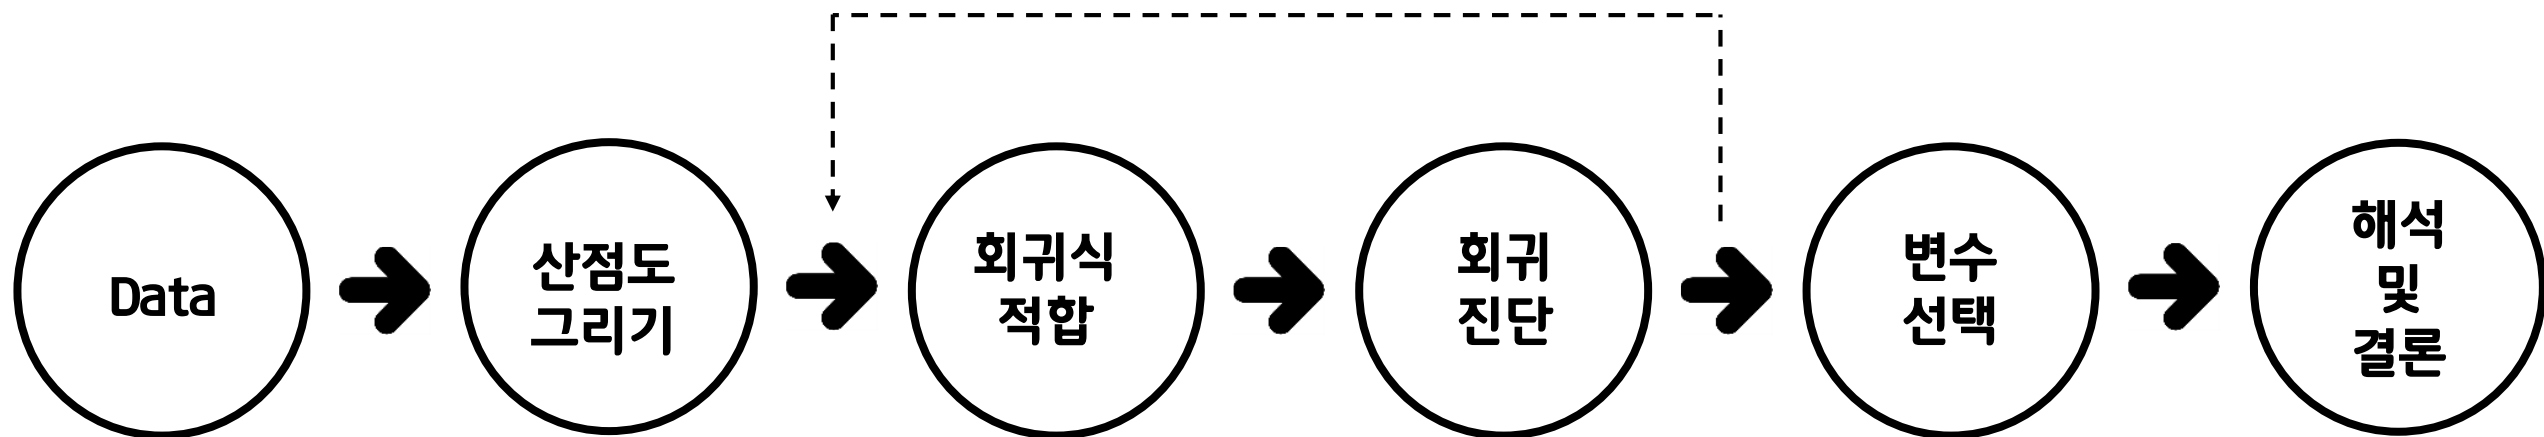 Data
산점도
그리기
회귀식
적합
회귀
진단
변수
선택
해석
및
결론